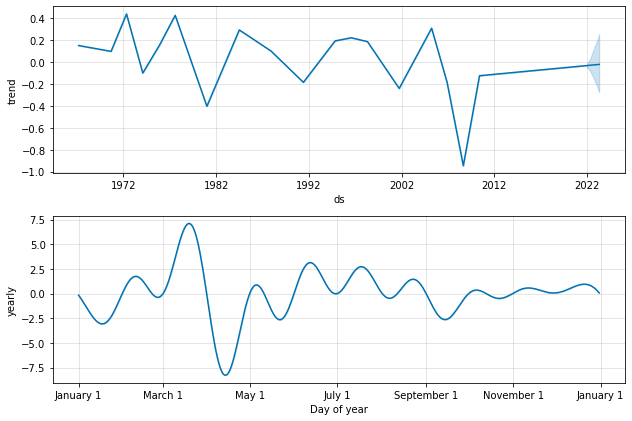 0.4
0.2
0.0
−0.2
−0.4
−0.6
−0.8
−1.0
trend
1972 1982 1992 2002 2012 2022
ds
7.5
5.0
2.5
0.0
−2.5
−5.0
−7.5
yearly
January 1 March 1 May 1 July 1 September 1 November 1 January 1
Day of year